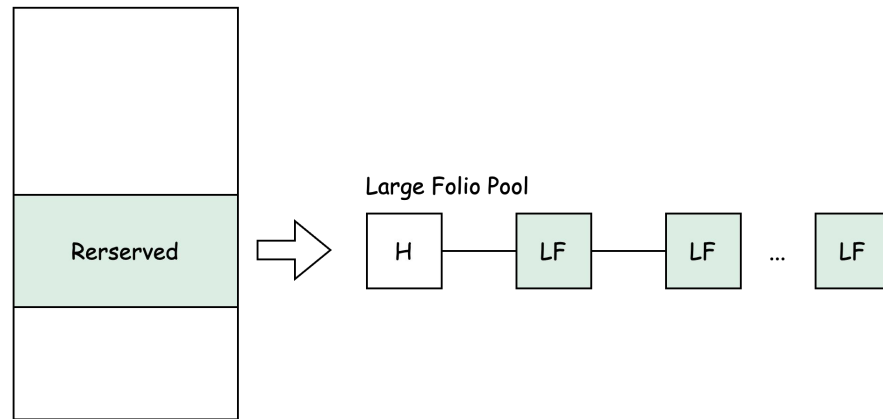 Large Folio Pool
Rerserved
H
LF
LF
...
LF